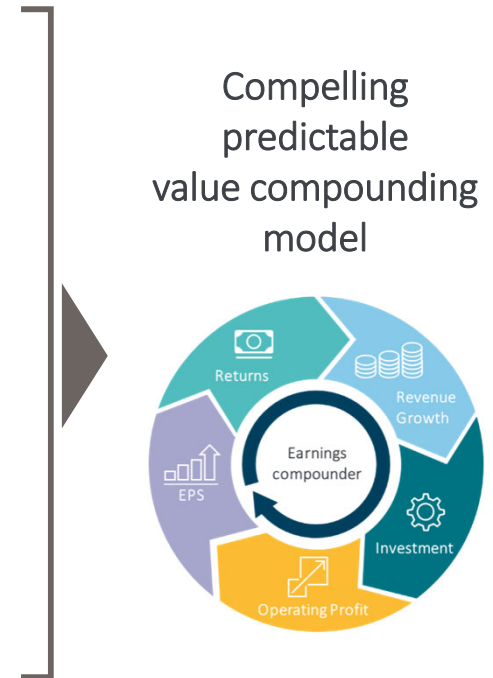 Compelling
predictable
value compounding
model
Returns
Revenue
Growth
Earnings
compounder
EPS
Investment
Operating Profit